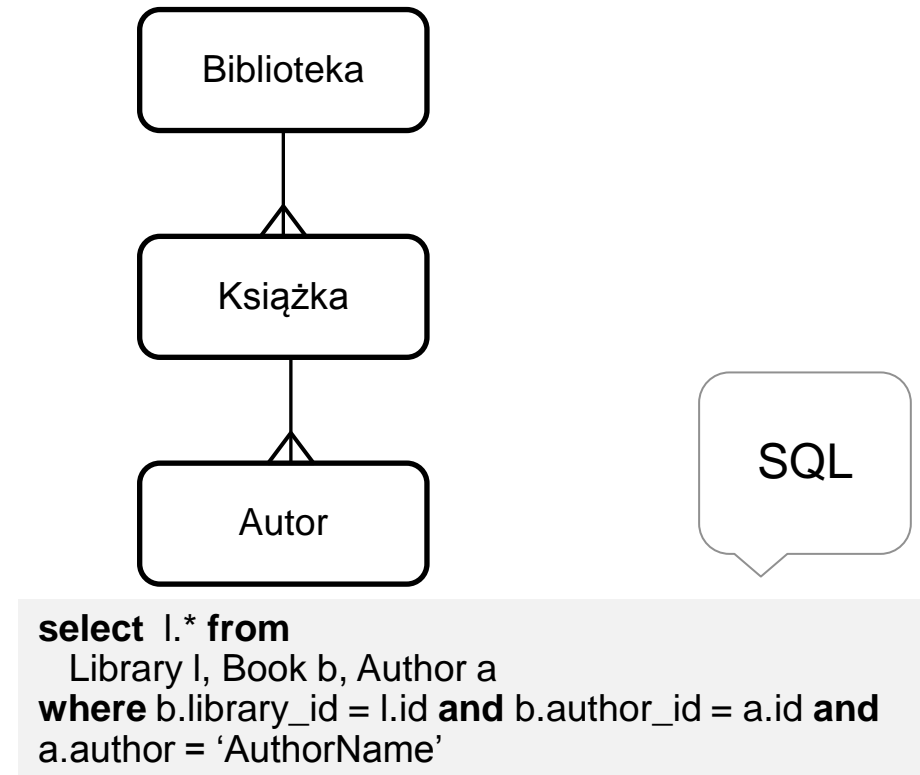 Biblioteka
Książka
Autor
SQL
select l.* from
Library l, Book b, Author a
where b.library_id = l.id and b.author_id = a.id and
a.author = ‘AuthorName’